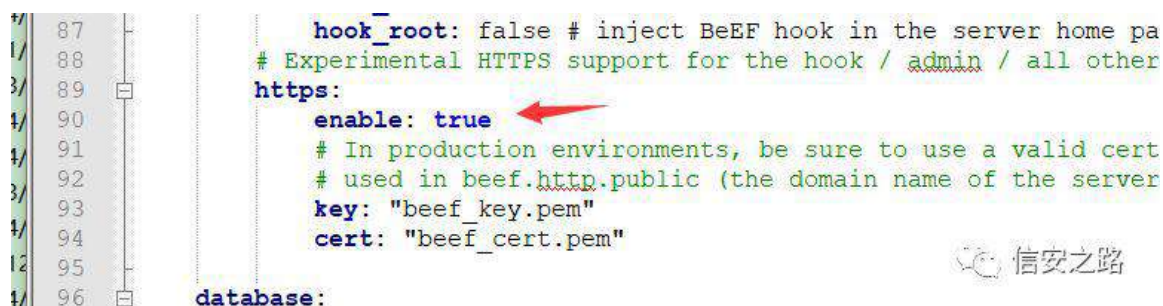 87 hook_root: false # inject BeEF hook in the server home pa
88 # Experimental HTTPS support for the hook / admin / all other
89 https:
90 enable: true
91 # In production environments, be sure to use a valid cert
92 # used in beef.http.public (the domain name of the server
93 key: "beef_key.pem"
94 cert: "beef_cert.pem"
95
96 database:
信安之路